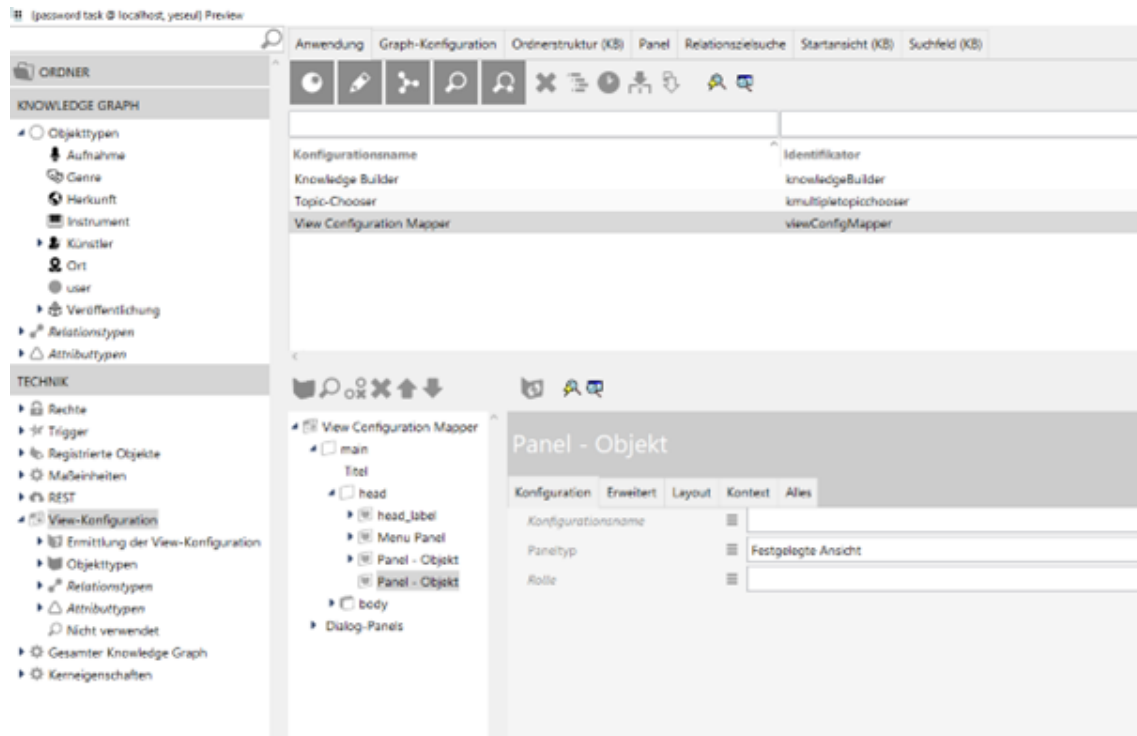 (password task @ localhost, yeseul) Preview
ORDNER
KNOWLEDGE GRAPH
Objekttypen
Aufnahme
Genre
Herkunft
Instrument
Künstler
Ort
user
Veröffentlichung
Relationstypen
Attributtypen
TECHNIK
Rechte
Trigger
Registrierte Objekte
Maßeinheiten
REST
View-Konfiguration
Ermittlung der View-Konfiguration
Objekttypen
Relationstypen
Attributtypen
Nicht verwendet
Gesamter Knowledge Graph
Kerneigenschaften
Anwendung Graph-Konfiguration Ordnerstruktur (KB) Panel Relationszielsuche Startansicht (KB) Suchfeld (KB)
Konfigurationsname Identifikator
Knowledge Builder knowledgeBuilder
Topic-Chooser kmultipletopicchooser
View Configuration Mapper viewConfigMapper
View Configuration Mapper
main
Titel
head
head_label
Menu Panel
Panel - Objekt
Panel - Objekt
body
Dialog-Panels
Panel - Objekt
Konfiguration Erweitert Layout Kontext Alles
Konfigurationsname
Paneltyp Festgelegte Ansicht
Rolle